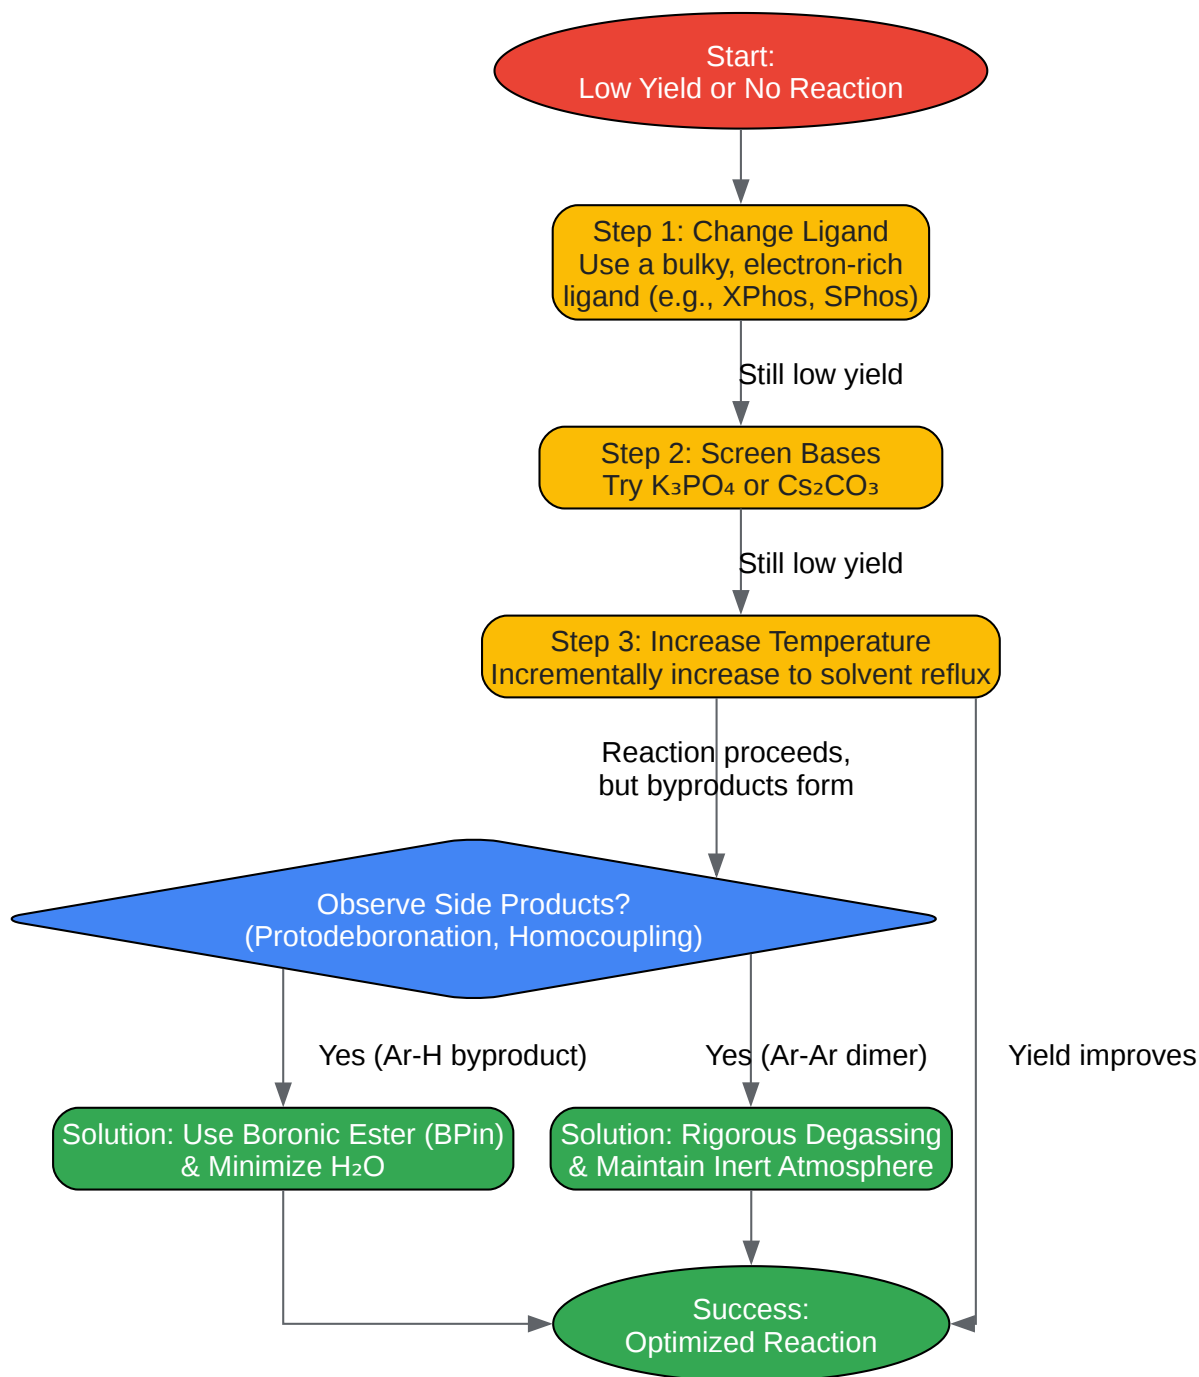 Start:
Low Yield or No Reaction
Step 1: Change Ligand
Use a bulky, electron-rich
ligand (e.g., XPhos, SPhos)
Still low yield
Step 2: Screen Bases
Try K₃PO₄ or Cs₂CO₃
Still low yield
Step 3: Increase Temperature
Incrementally increase to solvent reflux
Reaction proceeds,
but byproducts form
Observe Side Products?
(Protodeboronation, Homocoupling)
Yes (Ar-H byproduct)
Yes (Ar-Ar dimer)
Yield improves
Solution: Use Boronic Ester (BPin)
& Minimize H₂O
Solution: Rigorous Degassing
& Maintain Inert Atmosphere
Success:
Optimized Reaction